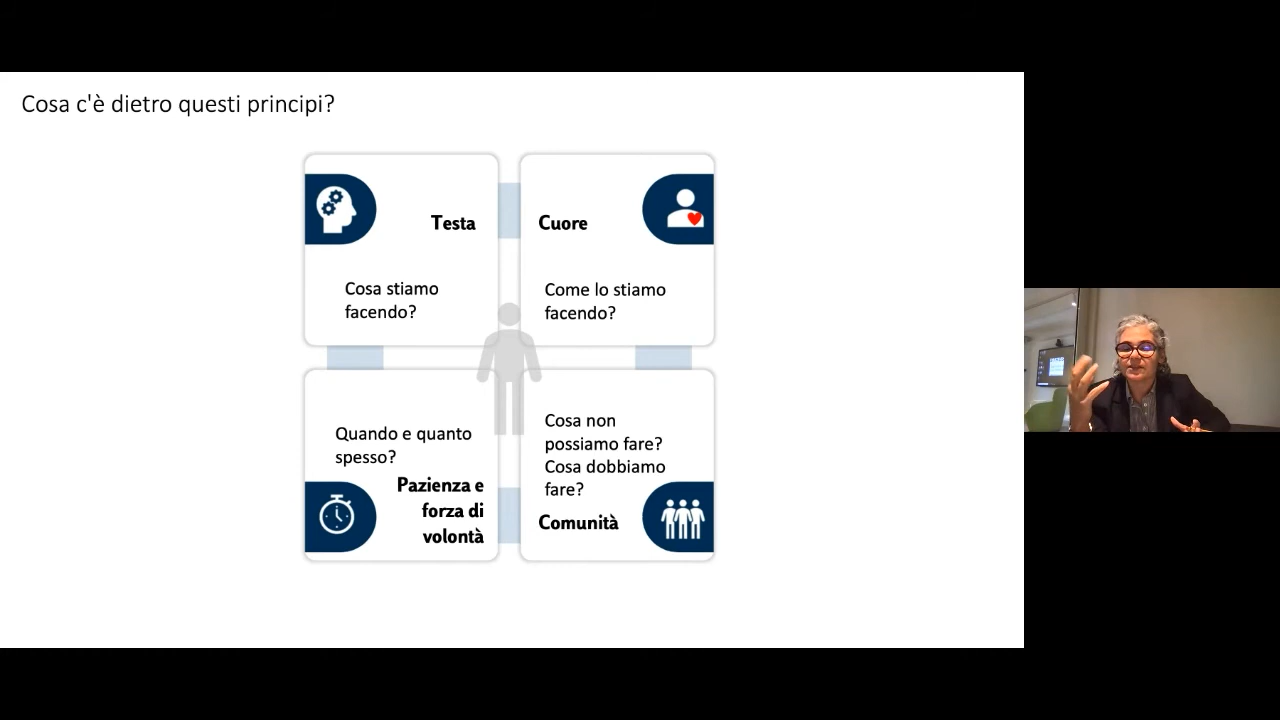 Cosa c'è dietro questi principi?
Testa
Cosa stiamo
facendo?
Cuore
Come lo stiamo
facendo?
Quando e quanto
spesso?
Pazienza e
forza di
volontà
Cosa non
possiamo fare?
Cosa dobbiamo
fare?
Comunità